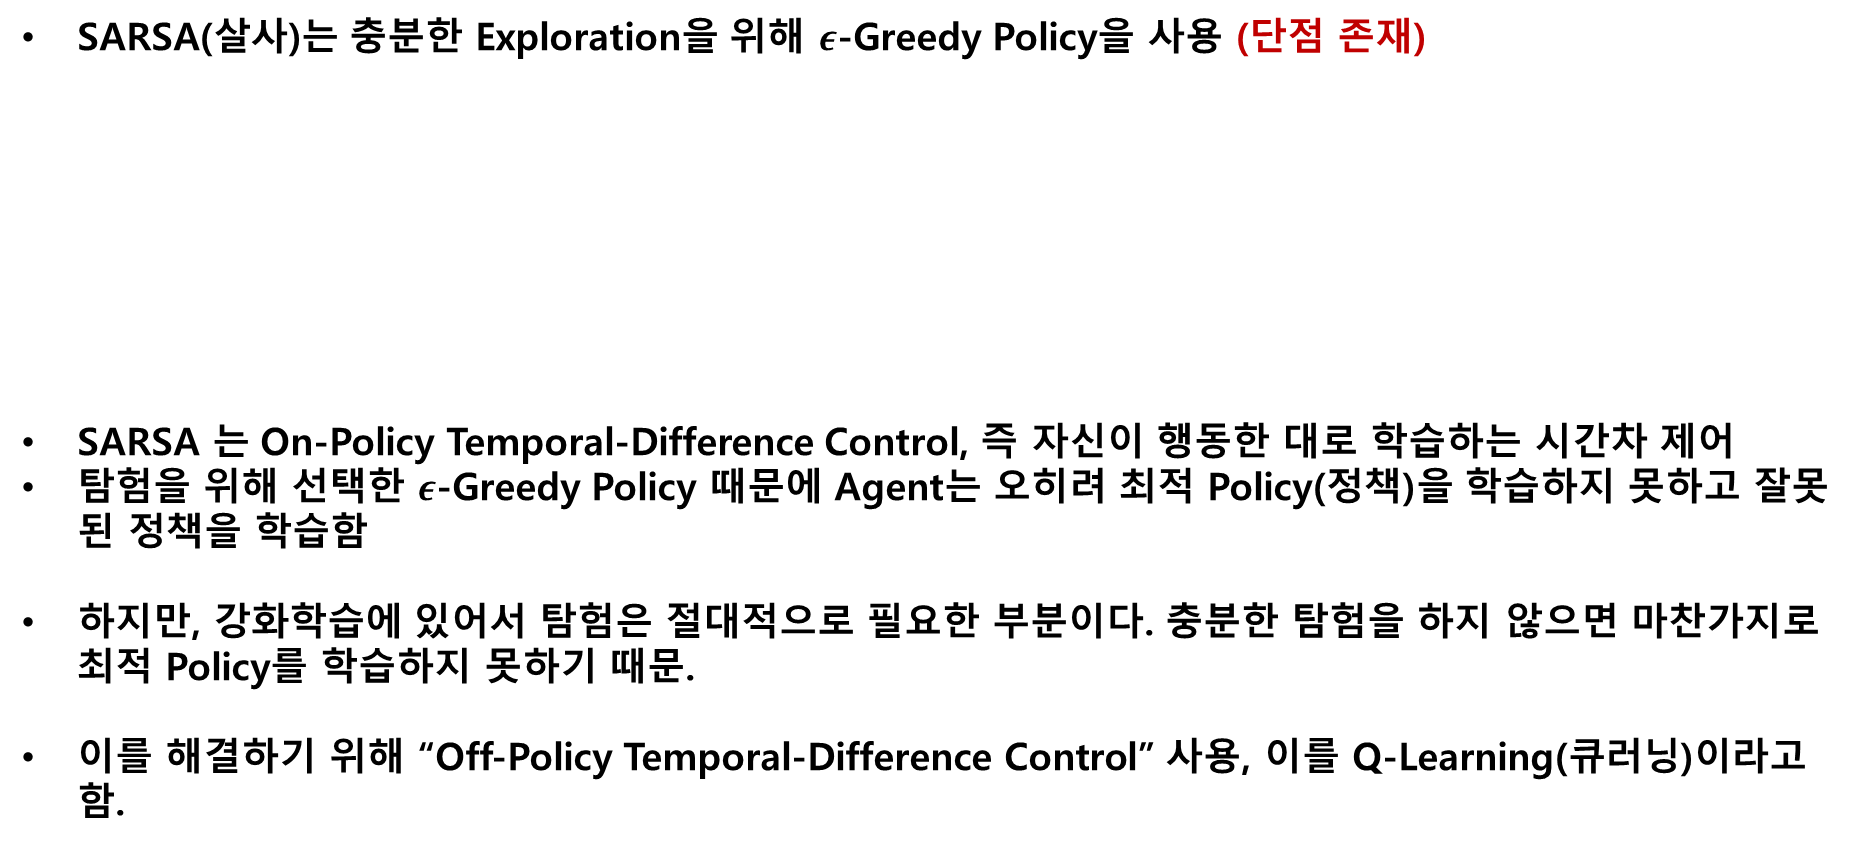 • SARSA(살사)는 충분한 Exploration을 위해 ϵ-Greedy Policy을 사용 (단점 존재)
• SARSA 는 On-Policy Temporal-Difference Control, 즉 자신이 행동한 대로 학습하는 시간차 제어
• 탐험을 위해 선택한 ϵ-Greedy Policy 때문에 Agent는 오히려 최적 Policy(정책)을 학습하지 못하고 잘못
된 정책을 학습함
• 하지만, 강화학습에 있어서 탐험은 절대적으로 필요한 부분이다. 충분한 탐험을 하지 않으면 마찬가지로
최적 Policy를 학습하지 못하기 때문.
• 이를 해결하기 위해 “Off-Policy Temporal-Difference Control” 사용, 이를 Q-Learning(큐러닝)이라고
함.